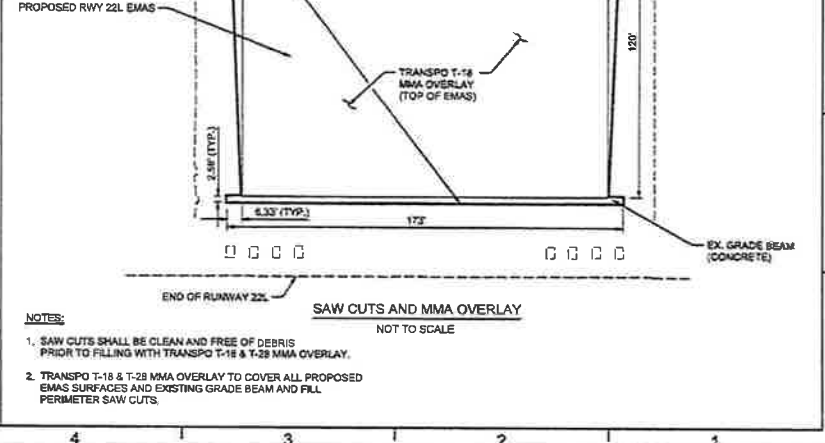 PROPOSED RWY 22L EMAS
TRANSPO T-18
MMA OVERLAY
(TOP OF EMAS)
120'
2.58' (TYP.)
6.33' (TYP.)
173'
EX. GRADE BEAM
(CONCRETE)
END OF RUNWAY 22L
SAW CUTS AND MMA OVERLAY
NOT TO SCALE
NOTES:
1. SAW CUTS SHALL BE CLEAN AND FREE OF DEBRIS
PRIOR TO FILLING WITH TRANSPO T-18 & T-28 MMA OVERLAY.
2. TRANSPO T-18 & T-28 MMA OVERLAY TO COVER ALL PROPOSED
EMAS SURFACES AND EXISTING GRADE BEAM AND FILL
PERIMETER SAW CUTS.
4 3 2 1